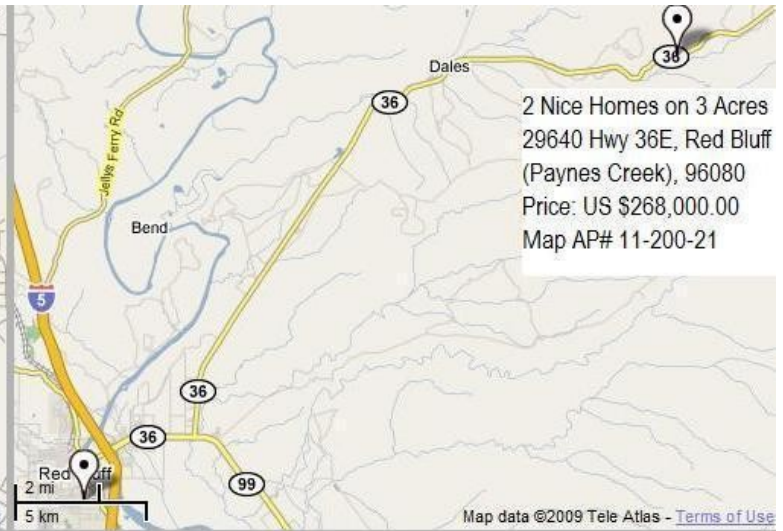 Dales
36
36
2 Nice Homes on 3 Acres
29640 Hwy 36E, Red Bluff
(Paynes Creek), 96080
Price: US $268,000.00
Map AP# 11-200-21
Jellys Ferry Rd
Bend
5
36
36
99
Red
2 mi
5 km
Map data ©2009 Tele Atlas - Terms of Use